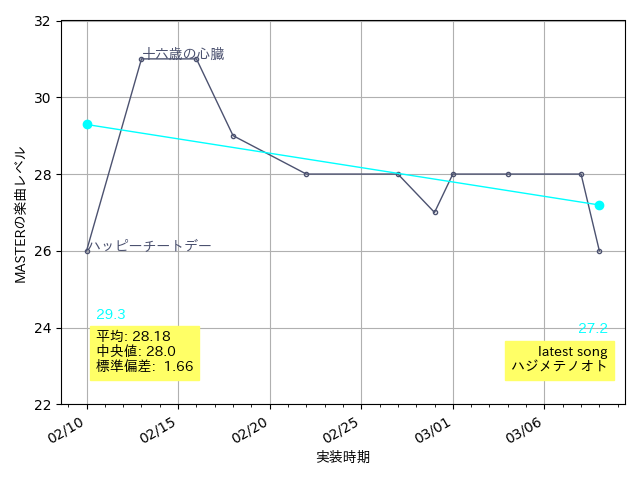 32
30
28
26
24
22
MASTERの楽曲レベル
十六歳の心臓
ハッピーチートデー
29.3
平均: 28.18
中央値: 28.0
標準偏差: 1.66
27.2
latest song
ハジメテノオト
02/10
02/15
02/20
02/25
03/01
03/06
実装時期